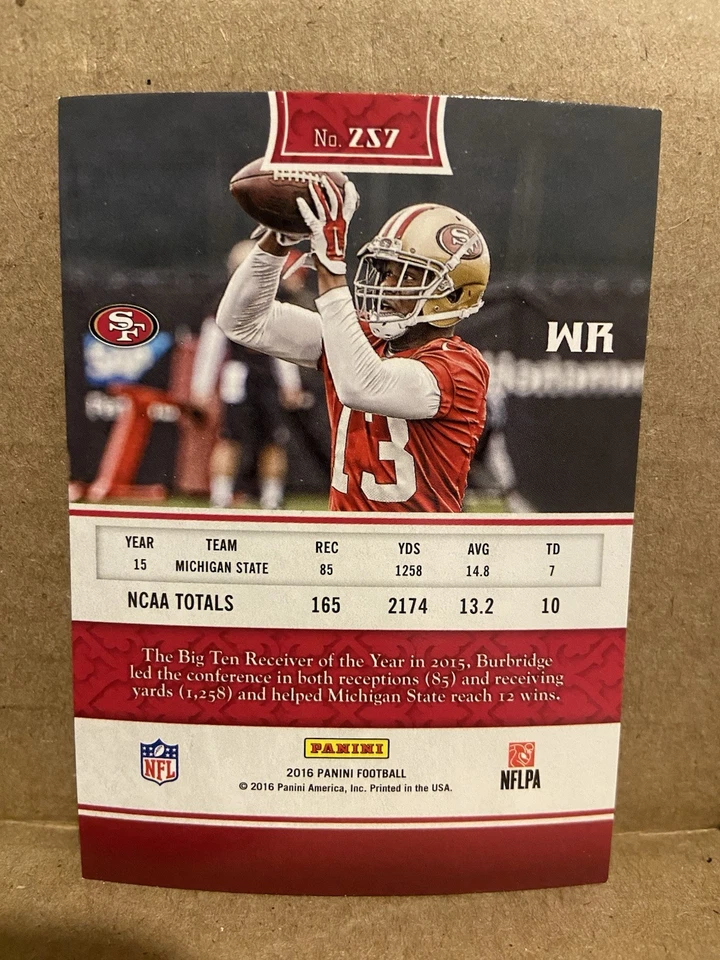 No. 257
SF
SF
WR
13
YEAR TEAM REC YDS AVG TD
15 MICHIGAN STATE 85 1258 14.8 7
NCAA TOTALS 165 2174 13.2 10
The Big Ten Receiver of the Year in 2015, Burbridge
led the conference in both receptions (85) and receiving
yards (1,258) and helped Michigan State reach 12 wins.
NFL
PANINI
2016 PANINI FOOTBALL
© 2016 Panini America, Inc. Printed in the USA.
NFLPA